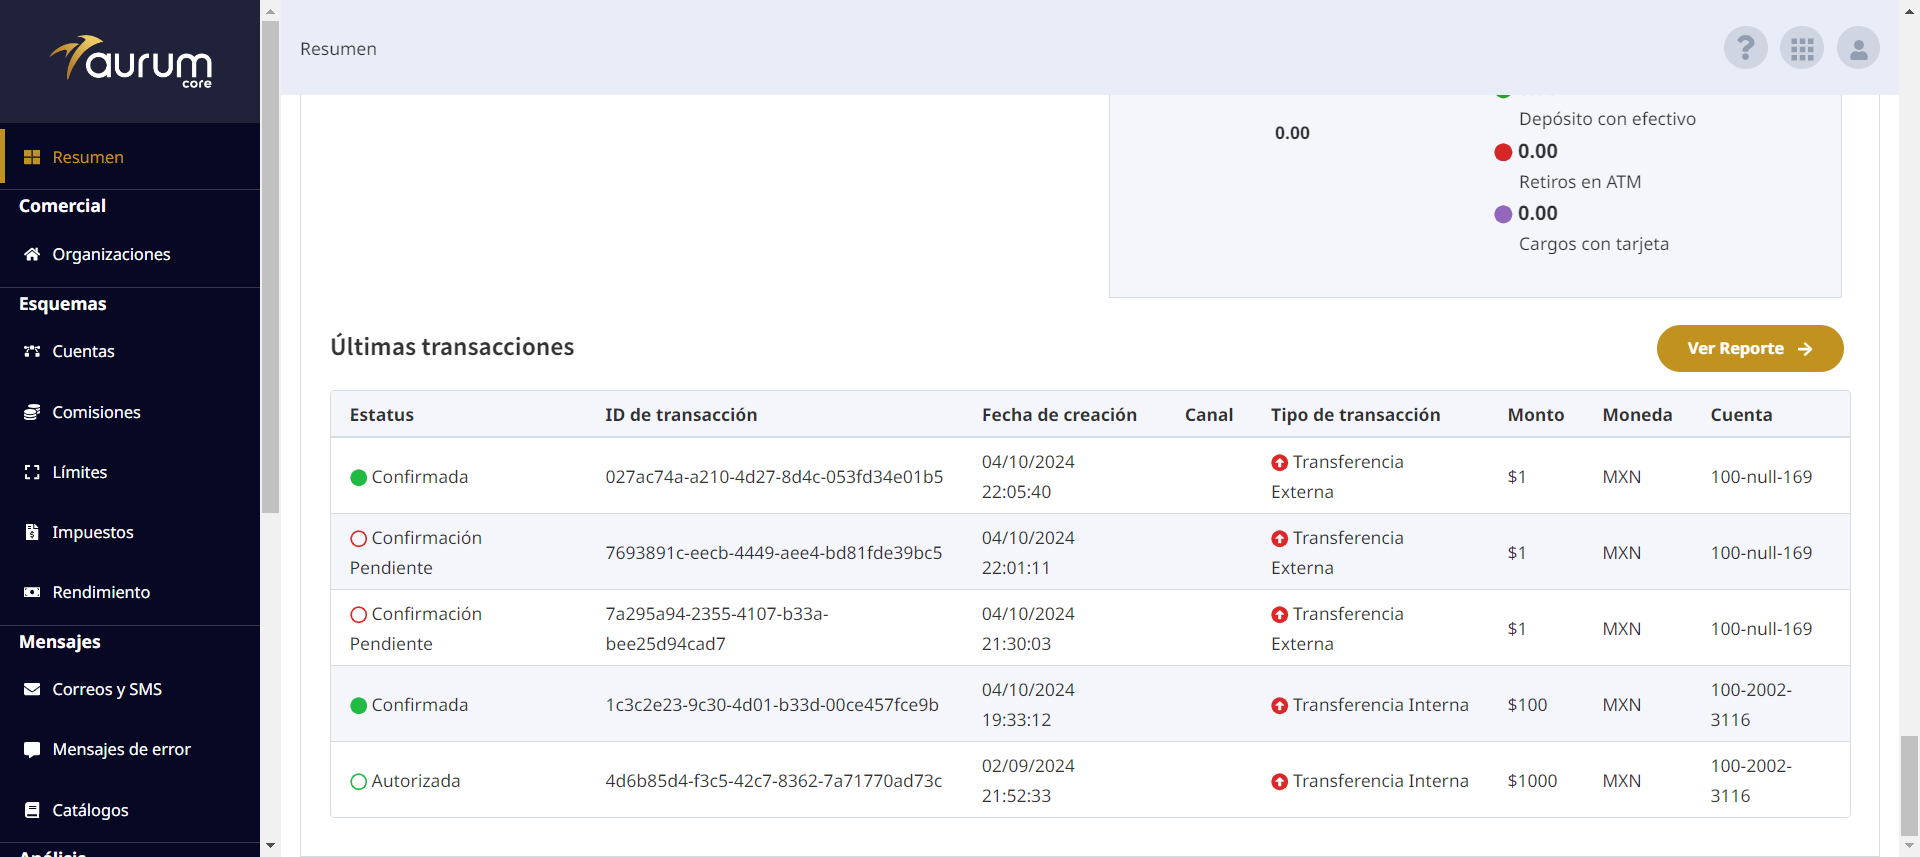 aurum
core
Resumen
Comercial
Organizaciones
Esquemas
Cuentas
Comisiones
Límites
Impuestos
Rendimiento
Mensajes
Correos y SMS
Mensajes de error
Catálogos
Análisis
Resumen
?
0.00
Depósito con efectivo
0.00
Retiros en ATM
0.00
Cargos con tarjeta
Últimas transacciones
Ver Reporte
Estatus ID de transacción Fecha de creación Canal Tipo de transacción Monto Moneda Cuenta
Confirmada 027ac74a-a210-4d27-8d4c-053fd34e01b5 04/10/2024 22:05:40 Transferencia Externa $1 MXN 100-null-169
Confirmación Pendiente 7693891c-eecb-4449-aee4-bd81fde39bc5 04/10/2024 22:01:11 Transferencia Externa $1 MXN 100-null-169
Confirmación Pendiente 7a295a94-2355-4107-b33a-bee25d94cad7 04/10/2024 21:30:03 Transferencia Externa $1 MXN 100-null-169
Confirmada 1c3c2e23-9c30-4d01-b33d-00ce457fce9b 04/10/2024 19:33:12 Transferencia Interna $100 MXN 100-2002-3116
Autorizada 4d6b85d4-f3c5-42c7-8362-7a71770ad73c 02/09/2024 21:52:33 Transferencia Interna $1000 MXN 100-2002-3116